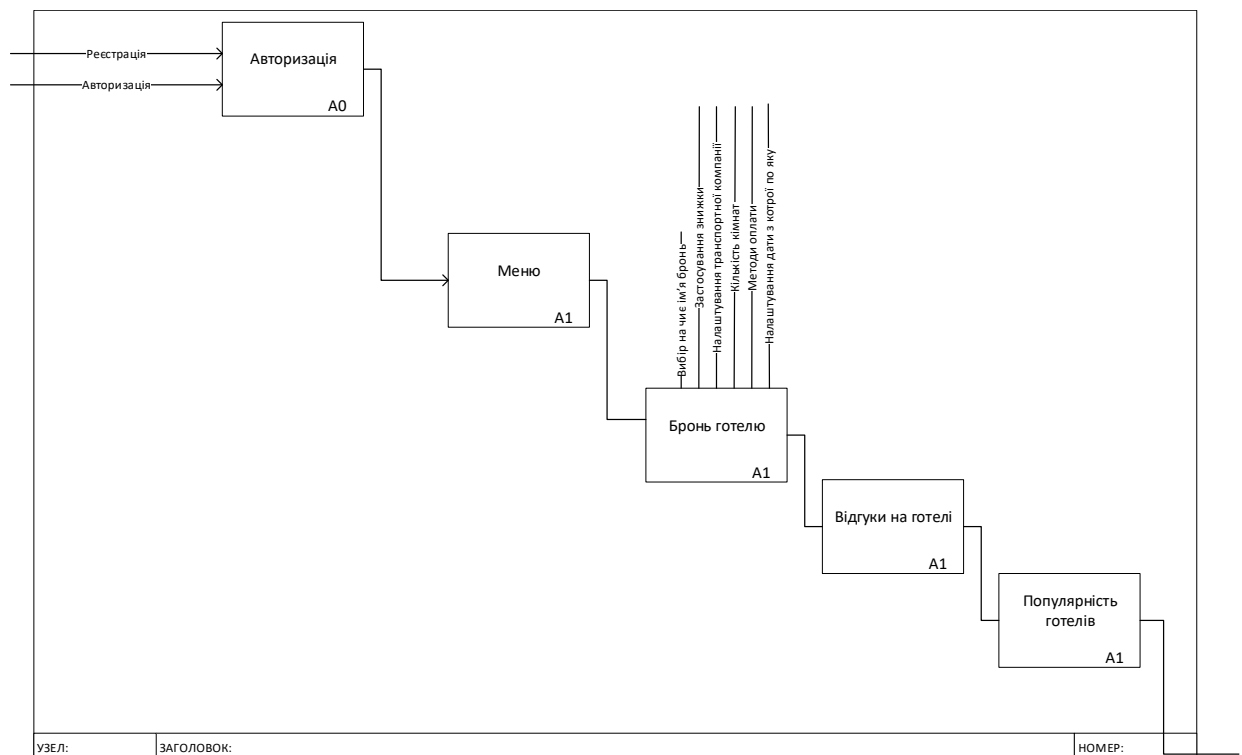 Реєстрація
Авторизація
Авторизація
A0
Меню
A1
Вибір на чиє ім'я бронь
Застосування знижки
Налаштування транспортної компанії
Кількість кімнат
Методи оплати
Налаштування дати з котрої по яку
Бронь готелю
A1
Відгуки на готелі
A1
Популярність
готелів
A1
УЗЕЛ:
ЗАГОЛОВОК:
НОМЕР: